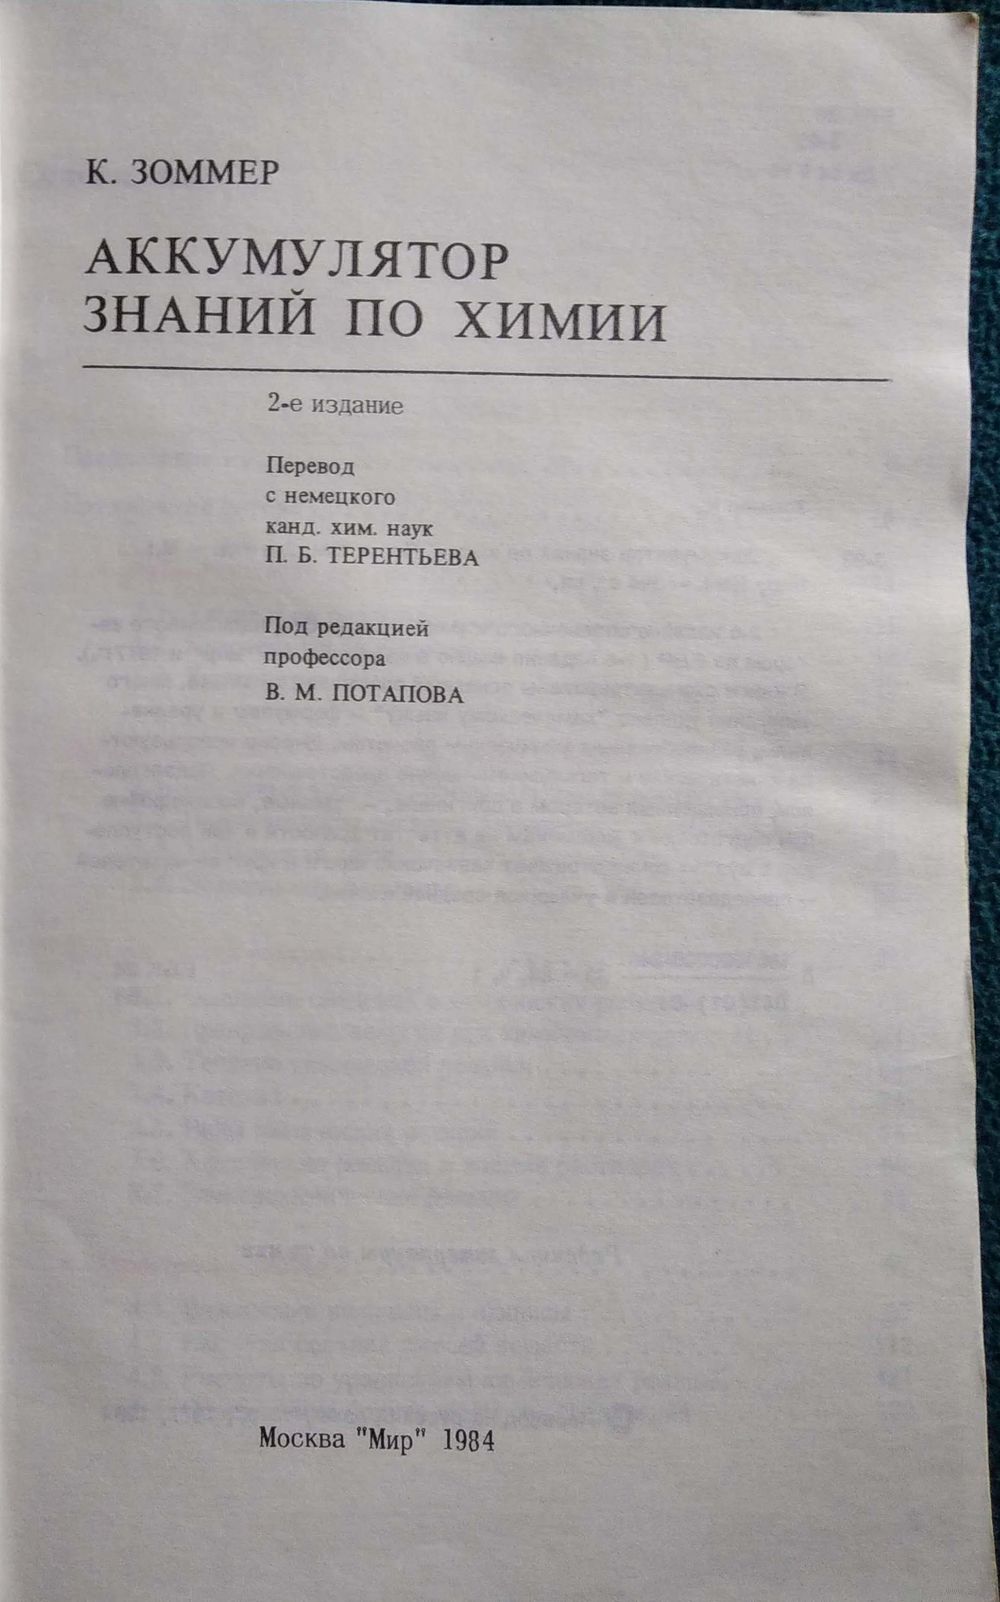 К. ЗОММЕР
АККУМУЛЯТОР
ЗНАНИЙ ПО ХИМИИ
2-е издание
Перевод
с немецкого
канд. хим. наук
П. Б. ТЕРЕНТЬЕВА
Под редакцией
профессора
В. М. ПОТАПОВА
Москва "Мир" 1984